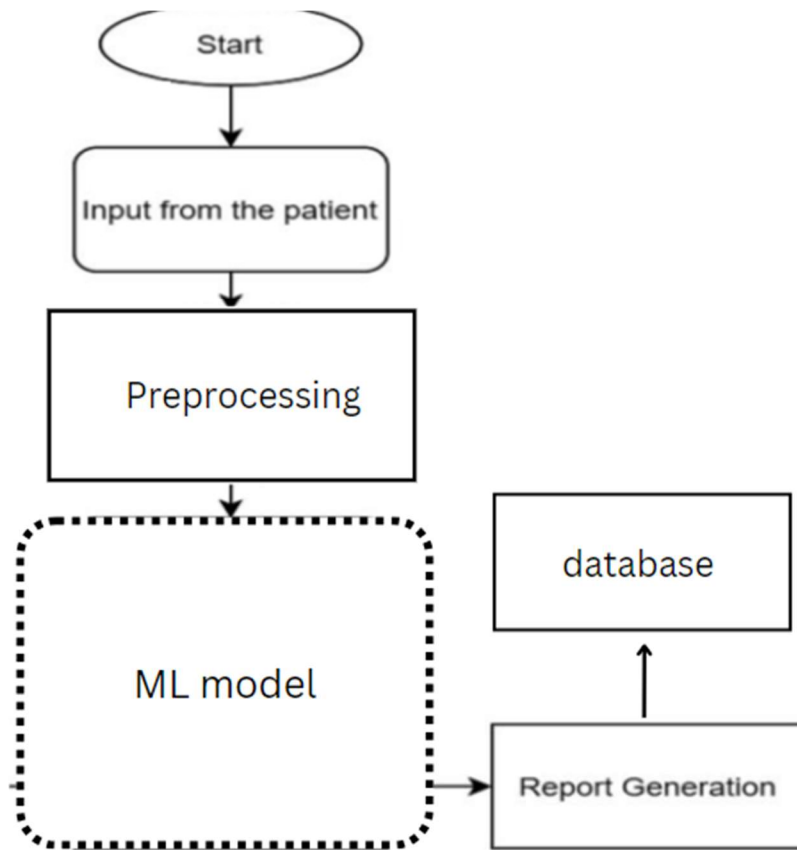 Start
Input from the patient
Preprocessing
ML model
database
Report Generation